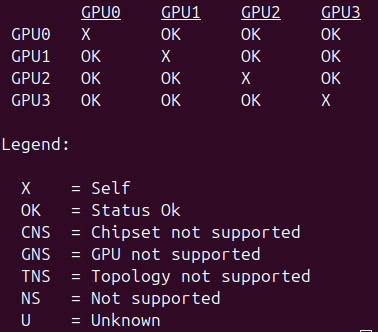 GPU0 GPU1 GPU2 GPU3
GPU0 X OK OK OK
GPU1 OK X OK OK
GPU2 OK OK X OK
GPU3 OK OK OK X
Legend:
X = Self
OK = Status Ok
CNS = Chipset not supported
GNS = GPU not supported
TNS = Topology not supported
NS = Not supported
U = Unknown